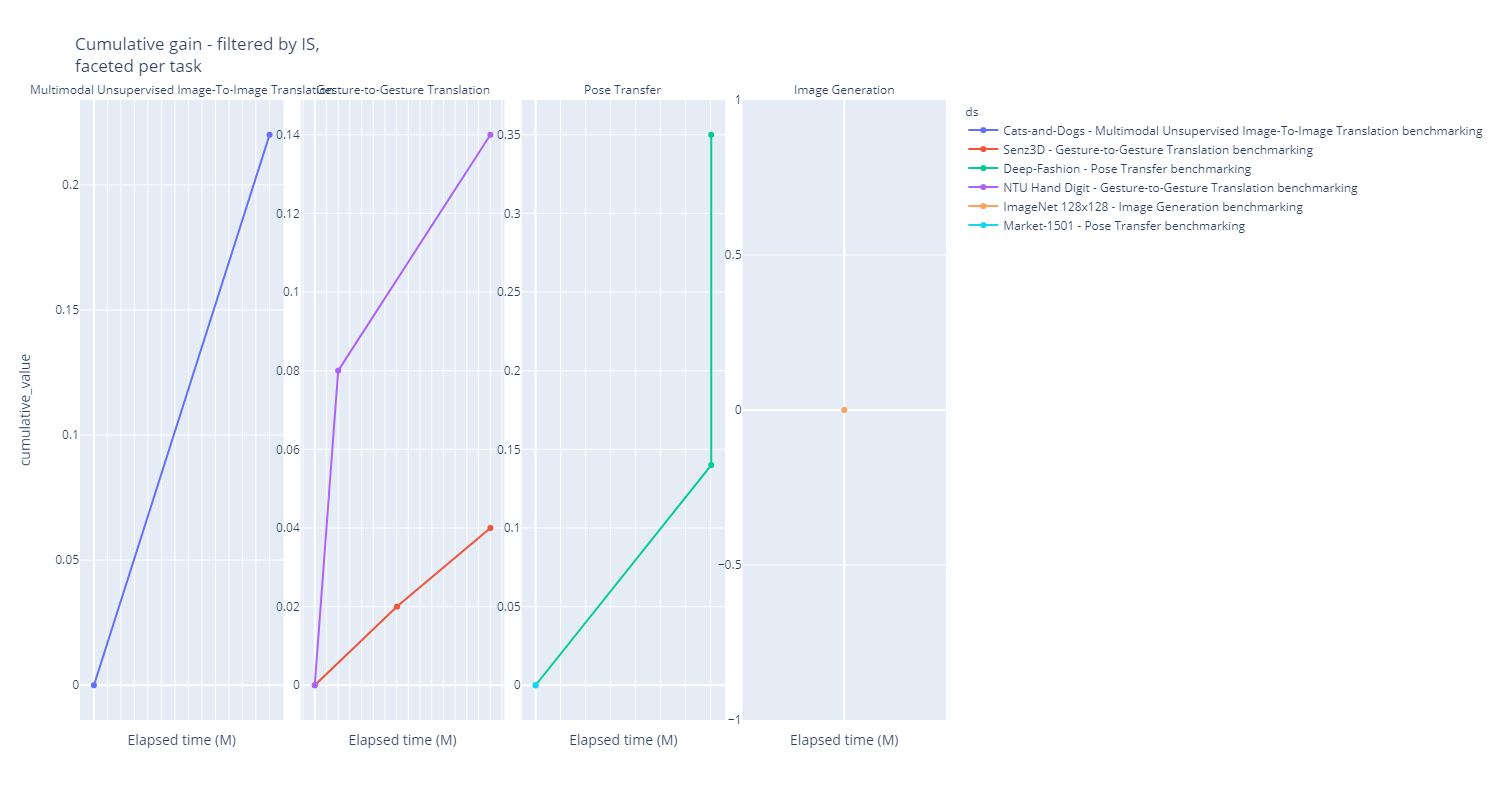 Cumulative gain - filtered by IS,
faceted per task
Multimodal Unsupervised Image-To-Image Translation
Gesture-to-Gesture Translation
Pose Transfer
Image Generation
cumulative_value
0.2
0.15
0.1
0.05
0
0.14
0.12
0.1
0.08
0.06
0.04
0.02
0
0.35
0.3
0.25
0.2
0.15
0.1
0.05
0
1
0.5
0
−0.5
−1
Elapsed time (M)
Elapsed time (M)
Elapsed time (M)
Elapsed time (M)
ds
Cats-and-Dogs - Multimodal Unsupervised Image-To-Image Translation benchmarking
Senz3D - Gesture-to-Gesture Translation benchmarking
Deep-Fashion - Pose Transfer benchmarking
NTU Hand Digit - Gesture-to-Gesture Translation benchmarking
ImageNet 128x128 - Image Generation benchmarking
Market-1501 - Pose Transfer benchmarking